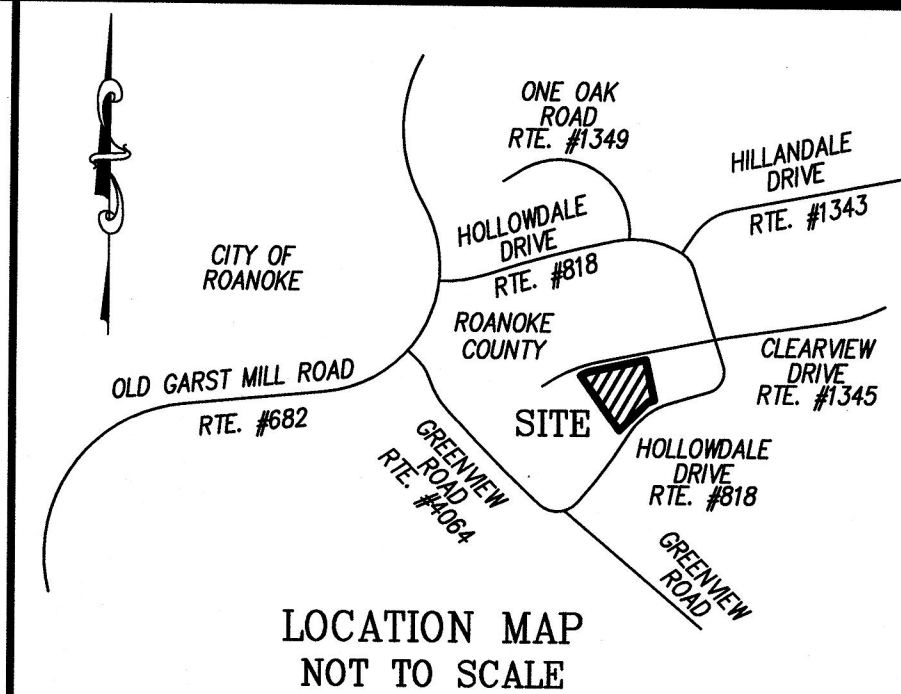 ONE OAK
ROAD
RTE. #1349
HILLANDALE
DRIVE
RTE. #1343
HOLLOWDALE
DRIVE
RTE. #818
CITY OF
ROANOKE
ROANOKE
COUNTY
CLEARVIEW
DRIVE
RTE. #1345
OLD GARST MILL ROAD
RTE. #682
SITE
GREENVIEW
ROAD
RTE. #4064
HOLLOWDALE
DRIVE
RTE. #818
GREENVIEW
ROAD
LOCATION MAP
NOT TO SCALE